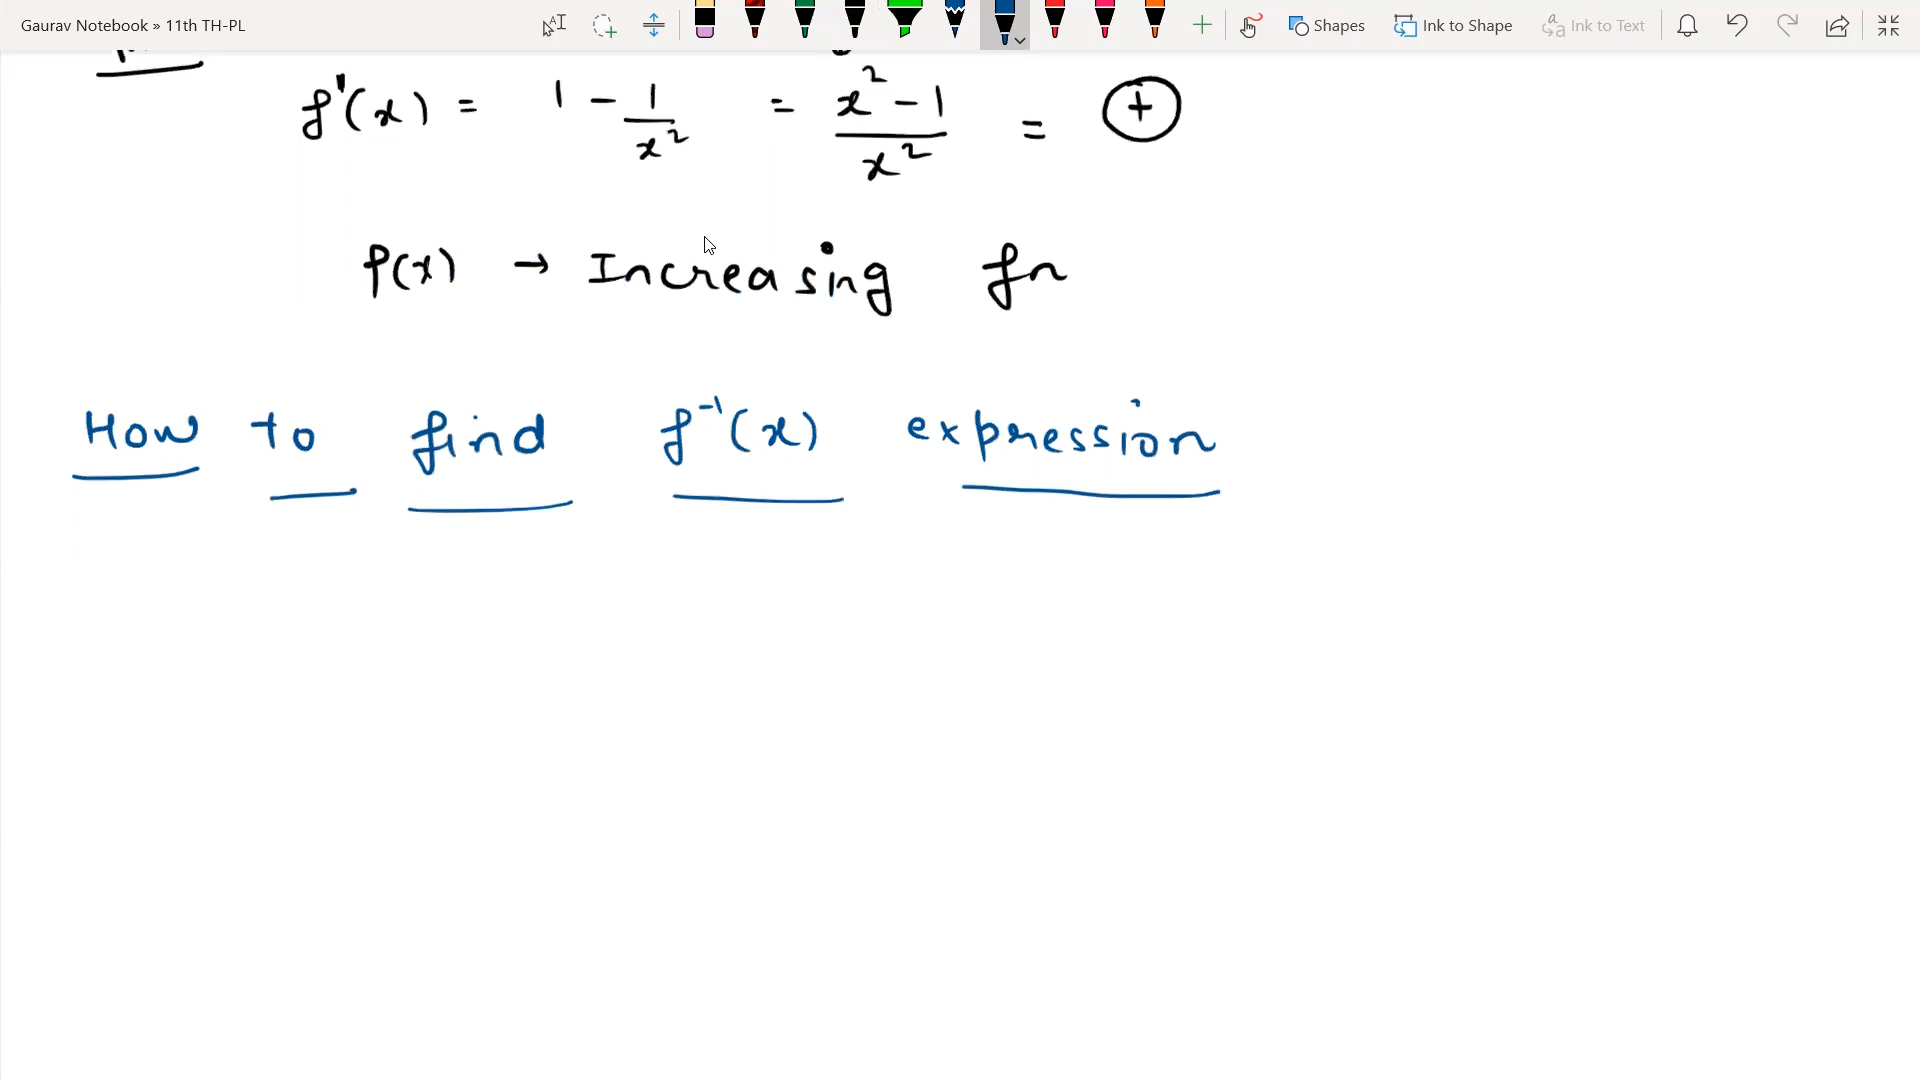 Gaurav Notebook » 11th TH-PL
Shapes
Ink to Shape
Ink to Text
f'(x) = 1 - 1/x² = x² - 1/x² = +
f(x) → Increasing fn
How to find f⁻¹(x) expression